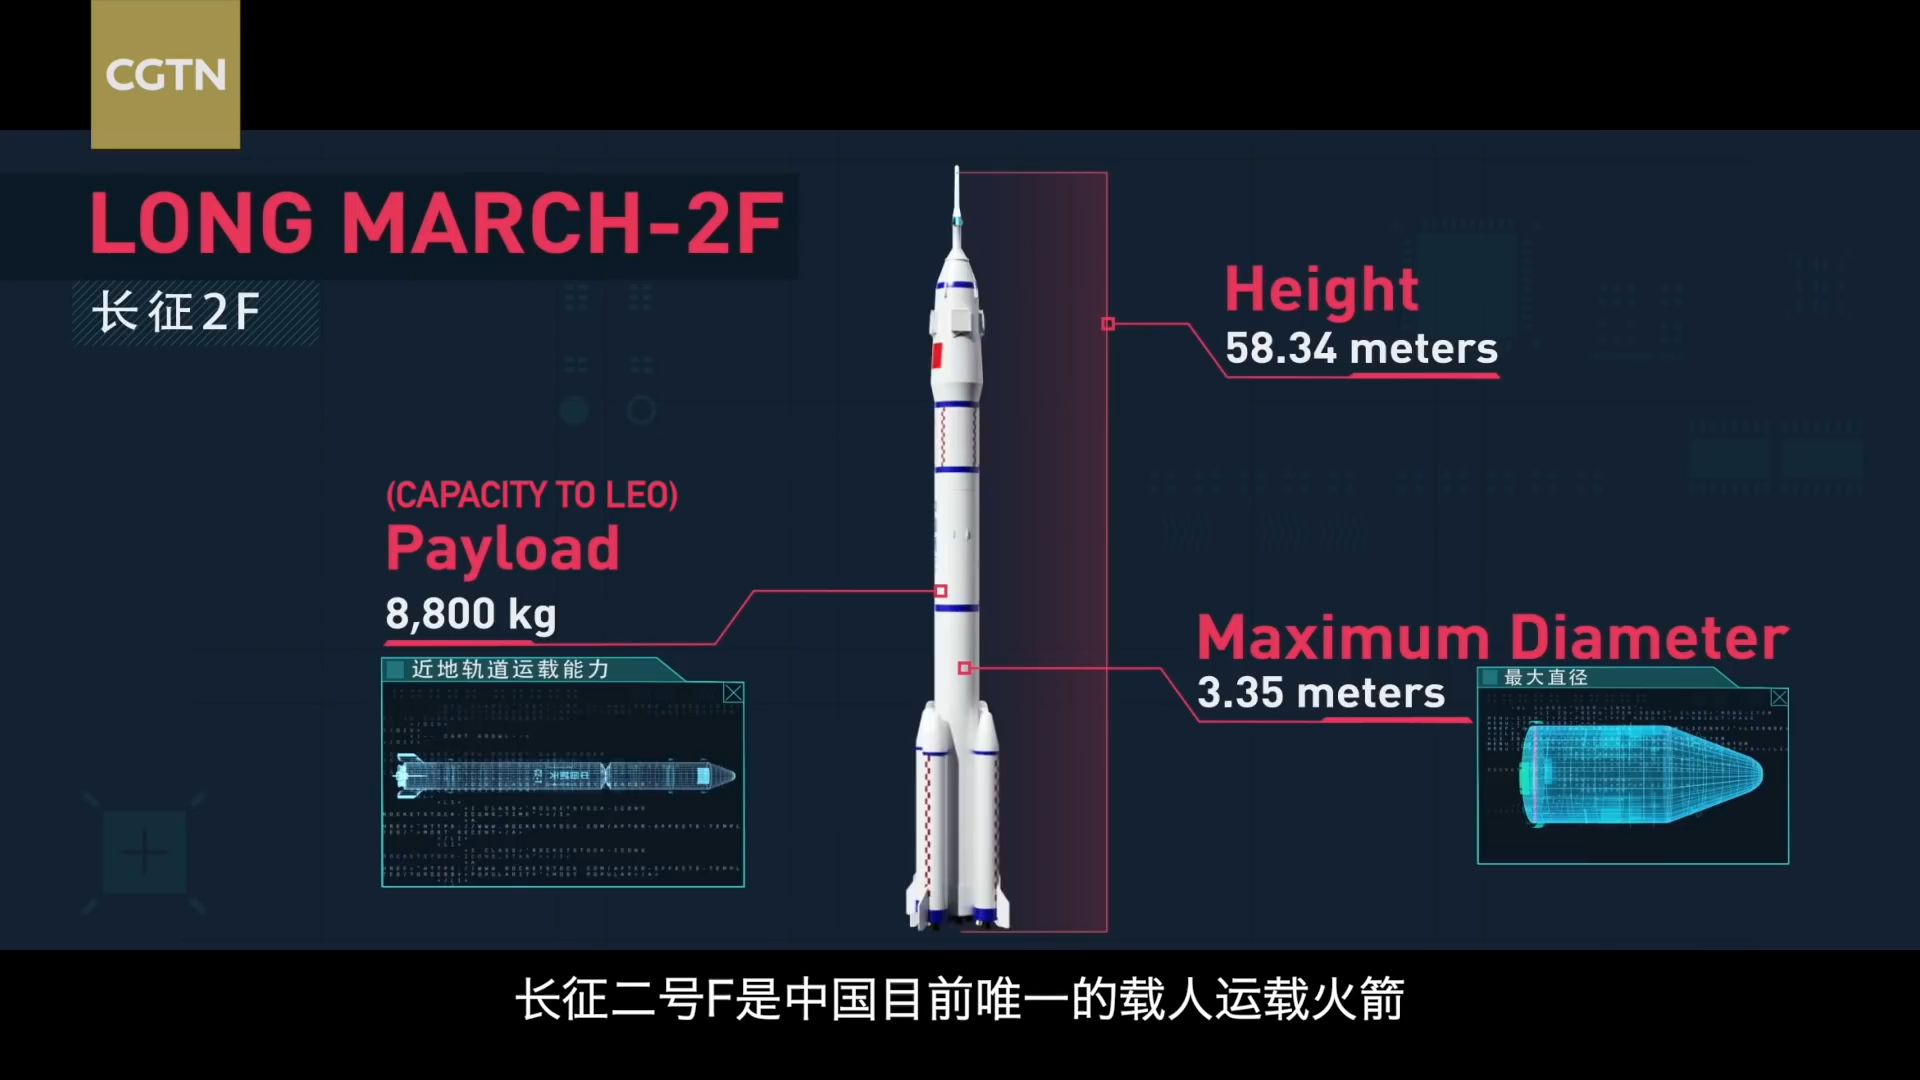 CGTN
LONG MARCH-2F
长征2F
Height
58.34 meters
(CAPACITY TO LEO)
Payload
8,800 kg
近地轨道运载能力
Maximum Diameter
3.35 meters
最大直径
长征二号F是中国目前唯一的载人运载火箭